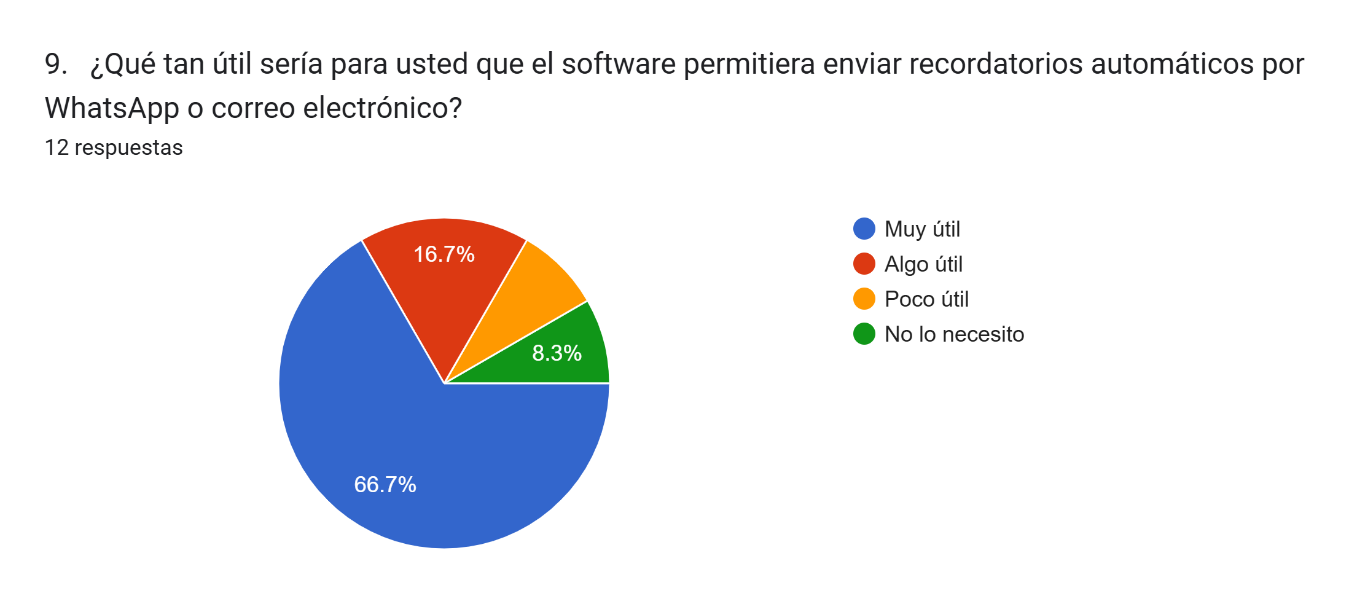 9. ¿Qué tan útil sería para usted que el software permitiera enviar recordatorios automáticos por
WhatsApp o correo electrónico?
12 respuestas
16.7%
8.3%
66.7%
Muy útil
Algo útil
Poco útil
No lo necesito